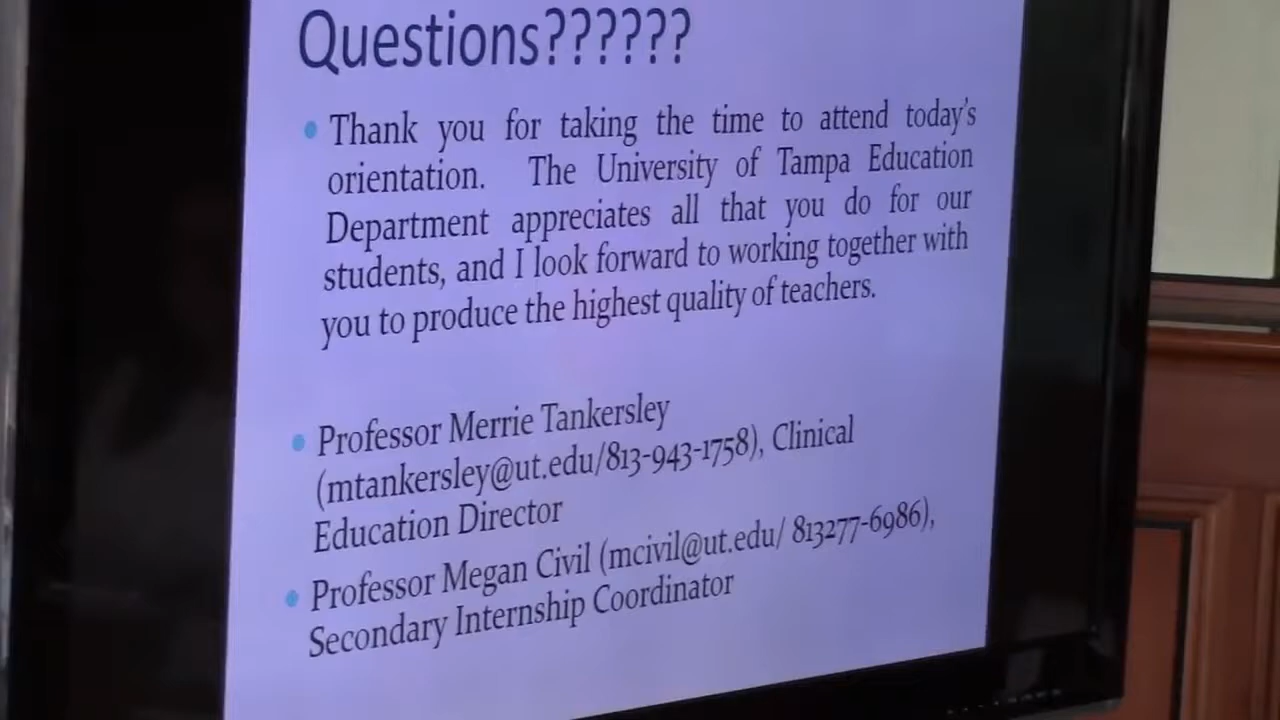 Questions??????
Thank you for taking the time to attend today's
orientation. The University of Tampa Education
Department appreciates all that you do for our
students, and I look forward to working together with
you to produce the highest quality of teachers.
Professor Merrie Tankersley
(mtankersley@ut.edu/813-943-1758), Clinical
Education Director
Professor Megan Civil (mcivil@ut.edu/ 813277-6986),
Secondary Internship Coordinator